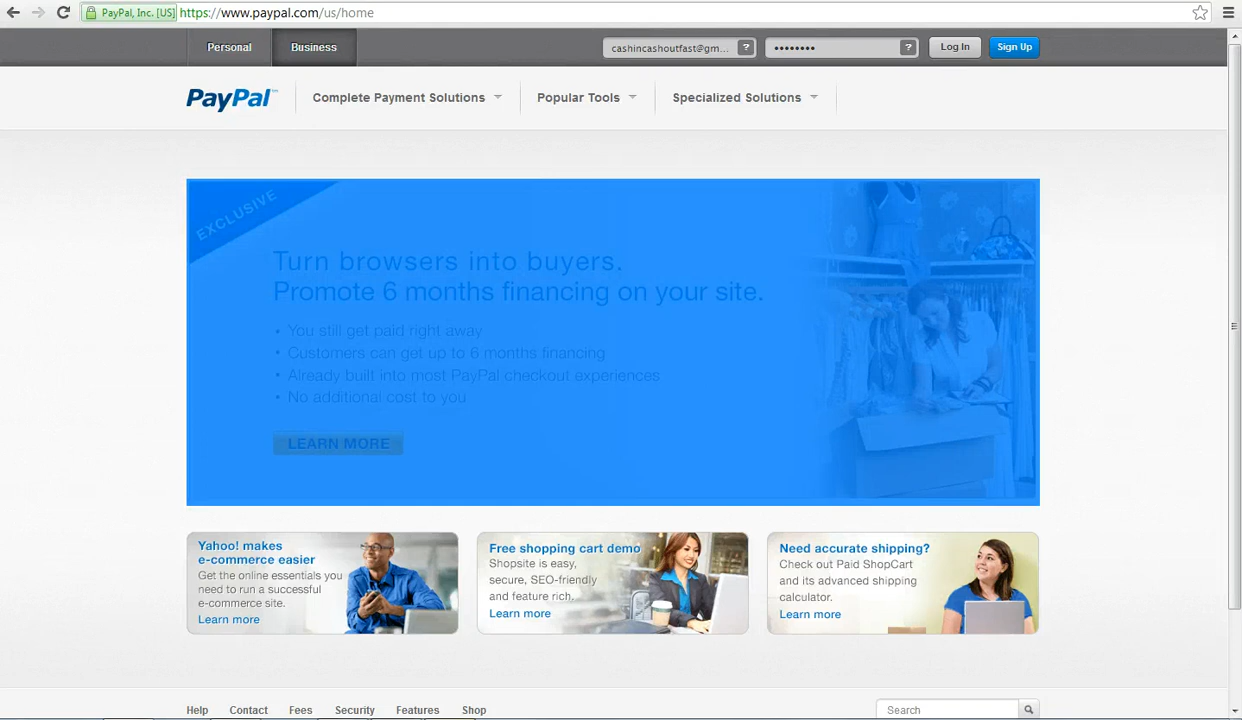 PayPal, Inc. [US] https://www.paypal.com/us/home
Personal
Business
cashincashoutfast@gm...
?
••••••••
?
Log In
Sign Up
PayPal™
Complete Payment Solutions
Popular Tools
Specialized Solutions
EXCLUSIVE
Turn browsers into buyers.
Promote 6 months financing on your site.
• You still get paid right away
• Customers can get up to 6 months financing
• Already built into most PayPal checkout experiences
• No additional cost to you
LEARN MORE
Yahoo! makes
e-commerce easier
Get the online essentials you
need to run a successful
e-commerce site.
Learn more
Free shopping cart demo
Shopsite is easy,
secure, SEO-friendly
and feature rich.
Learn more
Need accurate shipping?
Check out Paid ShopCart
and its advanced shipping
calculator.
Learn more
Help
Contact
Fees
Security
Features
Shop
Search